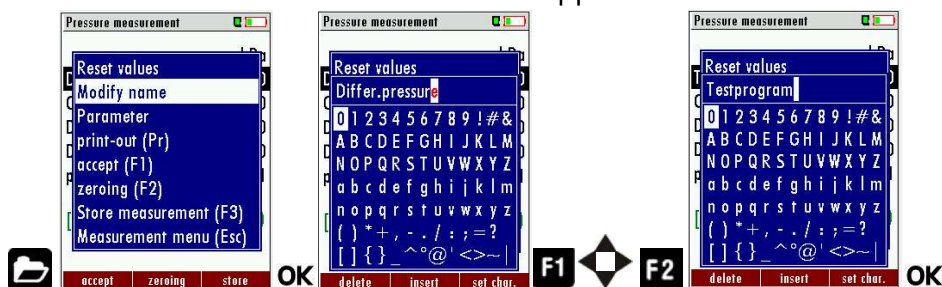 Pressure measurement
Reset values
Modify name
Parameter
print-out (Pr)
accept (F1)
zeroing (F2)
Store measurement (F3)
Measurement menu (Esc)
accept zeroing store
OK
Pressure measurement
Reset values
Differ.pressure
0 1 2 3 4 5 6 7 8 9 ! # &
A B C D E F G H I J K L M
N O P Q R S T U V W X Y Z
a b c d e f g h i j k l m
n o p q r s t u v w x y z
( ) * + , - . / : ; = ?
[ ] { } _ ^ ° @ ' < > ~ |
delete insert set char.
F1
F2
Pressure measurement
Reset values
Testprogram
0 1 2 3 4 5 6 7 8 9 ! # &
A B C D E F G H I J K L M
N O P Q R S T U V W X Y Z
a b c d e f g h i j k l m
n o p q r s t u v w x y z
( ) * + , - . / : ; = ?
[ ] { } _ ^ ° @ ' < > ~ |
delete insert set char.
OK